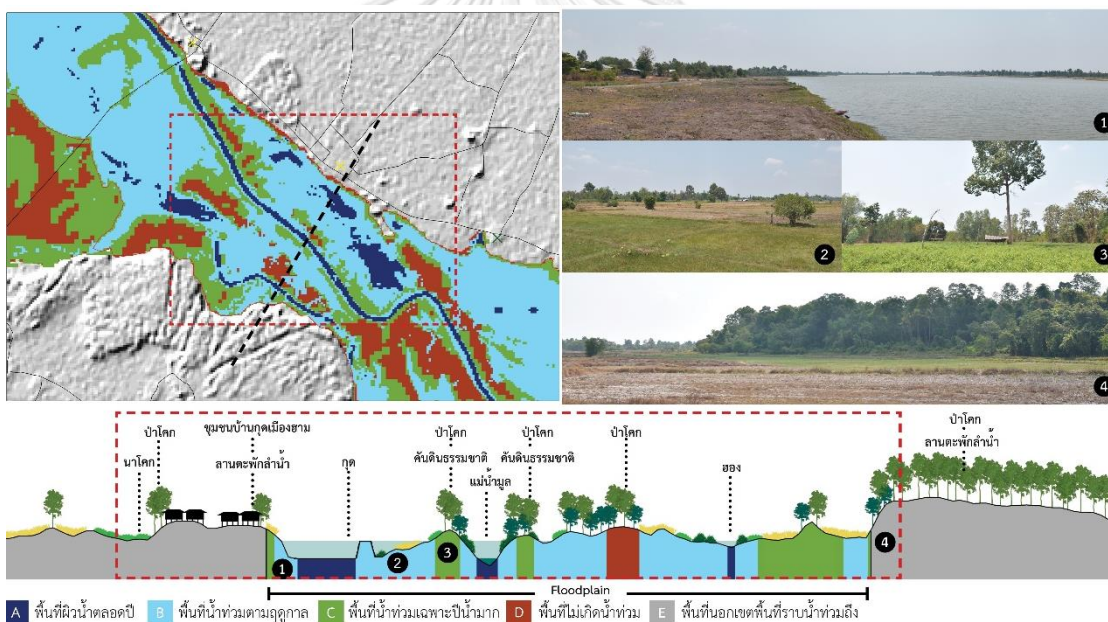 1
2
3
4
ป่าโคก
ชุมชนบ้านกุดเมืองฮาม
ป่าโคก
ป่าโคก
ป่าโคก
ป่าโคก
นาโคก
ลานตะพักลำน้ำ
กุด
คันดินธรรมชาติ
แม่น้ำมูล
คันดินธรรมชาติ
ฮอง
ลานตะพักลำน้ำ
1
2
3
4
Floodplain
A พื้นที่ผิวน้ำตลอดปี B พื้นที่น้ำท่วมตามฤดูกาล C พื้นที่น้ำท่วมเฉพาะปีน้ำมาก D พื้นที่ไม่เกิดน้ำท่วม E พื้นที่นอกเขตพื้นที่ราบน้ำท่วมถึง